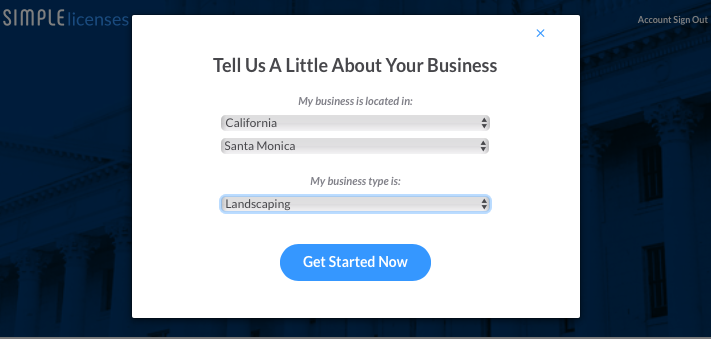 SIMPLElicenses
Account Sign Out
×
Tell Us A Little About Your Business
My business is located in:
California
Santa Monica
My business type is:
Landscaping
Get Started Now